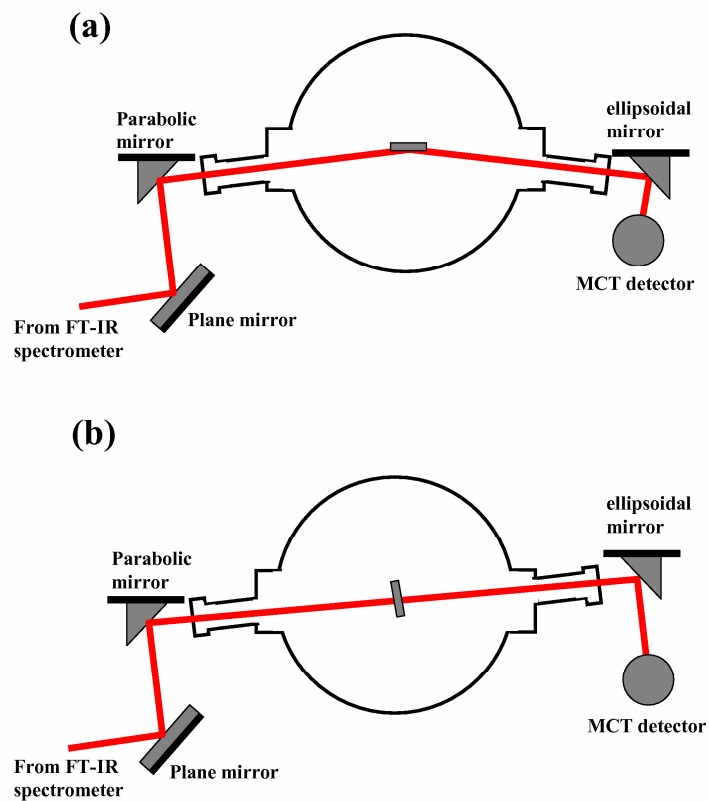 (a)
Parabolic
mirror
ellipsoidal
mirror
MCT detector
Plane mirror
From FT-IR
spectrometer
(b)
ellipsoidal
mirror
Parabolic
mirror
MCT detector
Plane mirror
From FT-IR
spectrometer